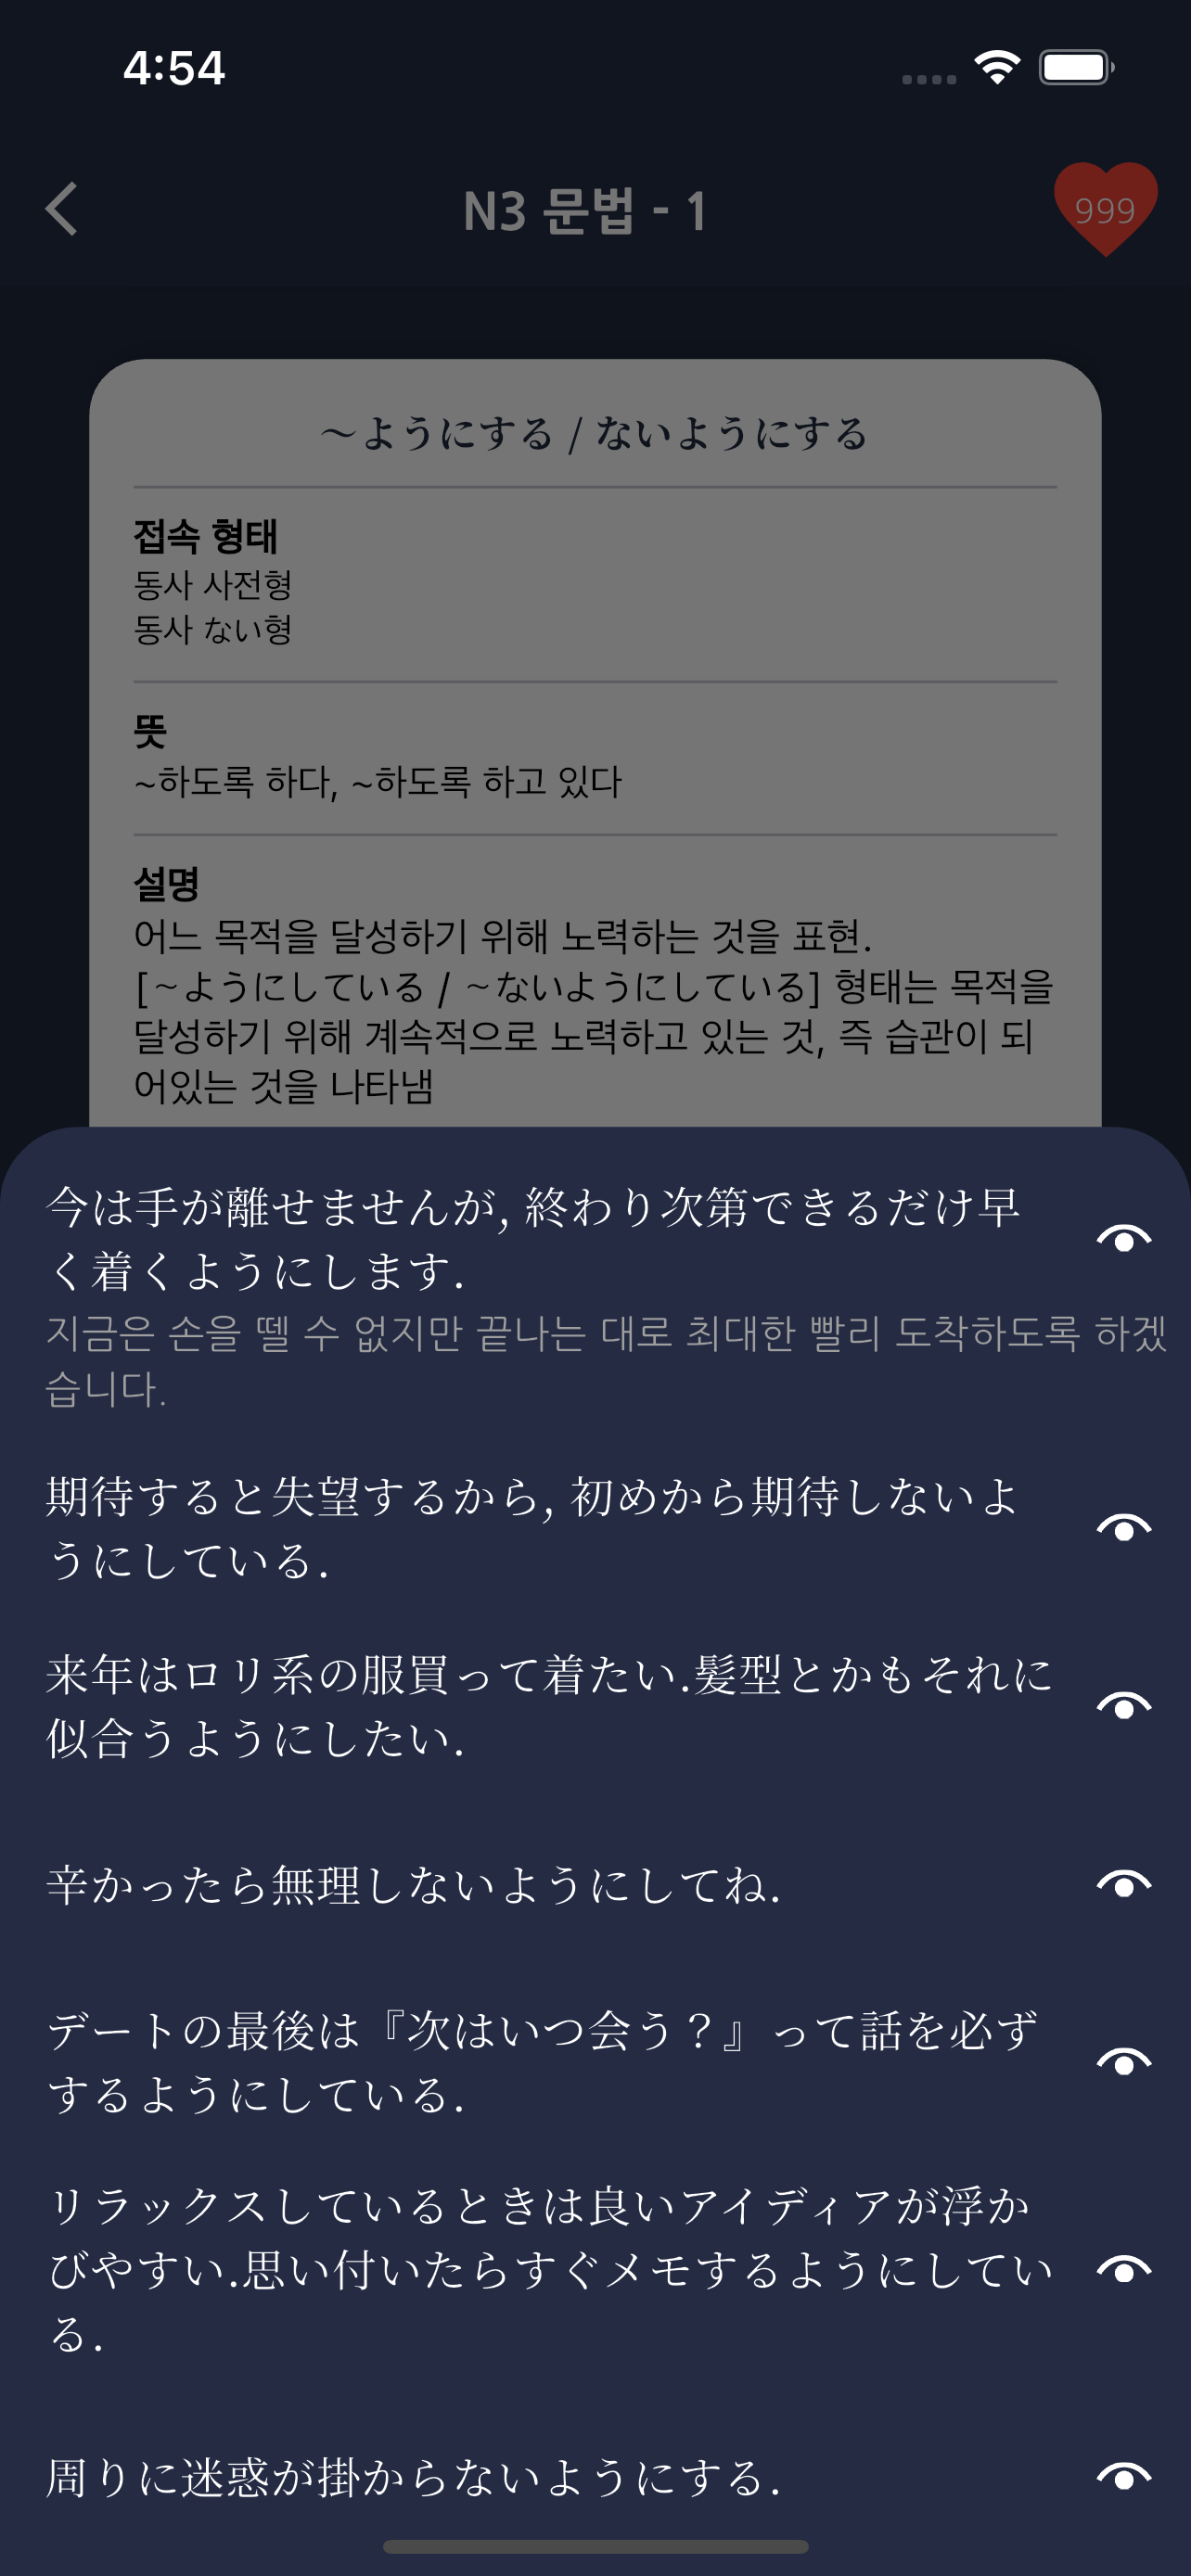 4:54
N3 문법 - 1
999
～ようにする / ないようにする
접속 형태
동사 사전형
동사 ない형
뜻
~하도록 하다, ~하도록 하고 있다
설명
어느 목적을 달성하기 위해 노력하는 것을 표현.
[~ようにしている / ~ないようにしている] 형태는 목적을
달성하기 위해 계속적으로 노력하고 있는 것, 즉 습관이 되
어있는 것을 나타냄
今は手が離せませんが, 終わり次第できるだけ早
く着くようにします.
지금은 손을 뗄 수 없지만 끝나는 대로 최대한 빨리 도착하도록 하겠
습니다.
期待すると失望するから, 初めから期待しないよ
うにしている.
来年はロリ系の服買って着たい.髪型とかもそれに
似合うようにしたい.
辛かったら無理しないようにしてね.
デートの最後は『次はいつ会う？』って話を必ず
するようにしている.
リラックスしているときは良いアイディアが浮か
びやすい.思い付いたらすぐメモするようにしてい
る.
周りに迷惑が掛からないようにする.